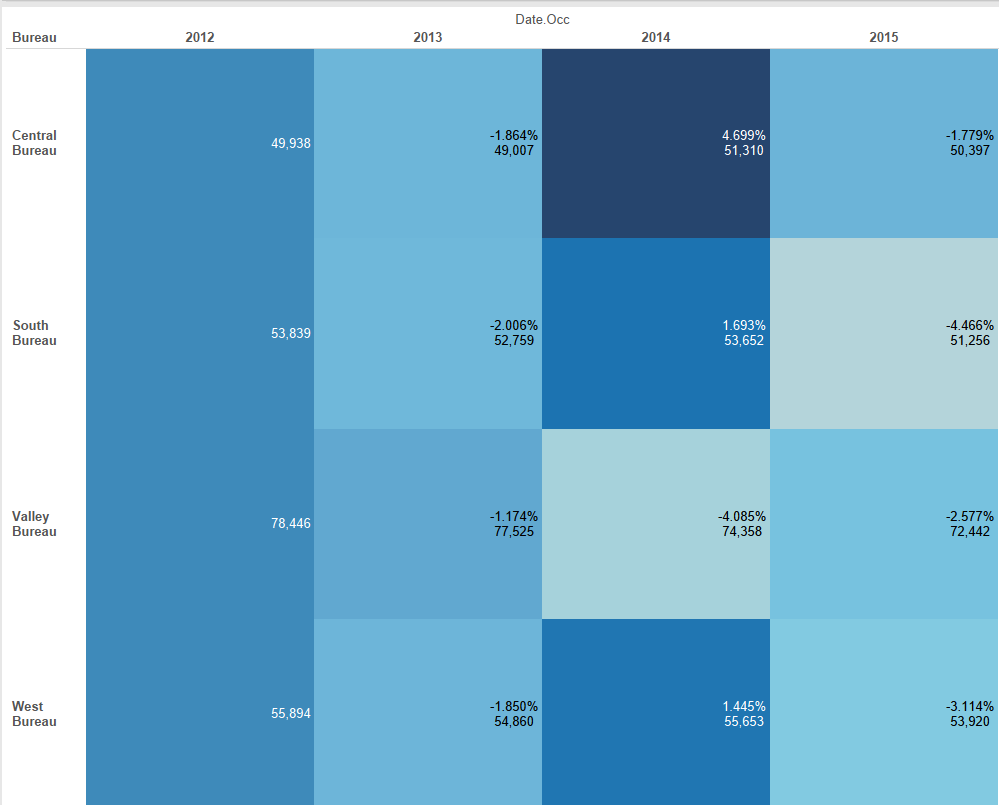 Date.Occ
Bureau 2012 2013 2014 2015
Central -1.864% 4.699% -1.779%
Bureau 49,938 49,007 51,310 50,397
South -2.006% 1.693% -4.466%
Bureau 53,839 52,759 53,652 51,256
Valley -1.174% -4.085% -2.577%
Bureau 78,446 77,525 74,358 72,442
West -1.850% 1.445% -3.114%
Bureau 55,894 54,860 55,653 53,920